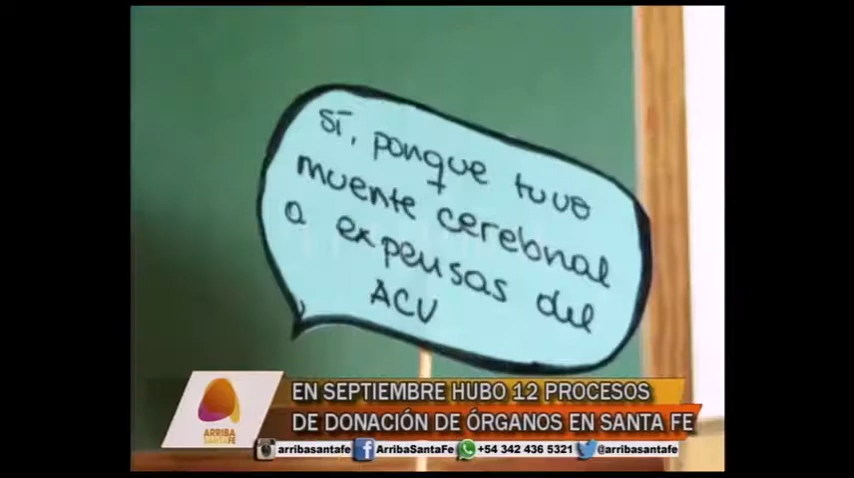 SÍ, porque tuvo
muerte cerebral
a expensas del
ACV
EN SEPTIEMBRE HUBO 12 PROCESOS
DE DONACIÓN DE ÓRGANOS EN SANTA FE
ARRIBA
SANTA FE
arribasantafe
ArribaSantaFe
+54 342 436 5321
@arribasantafe